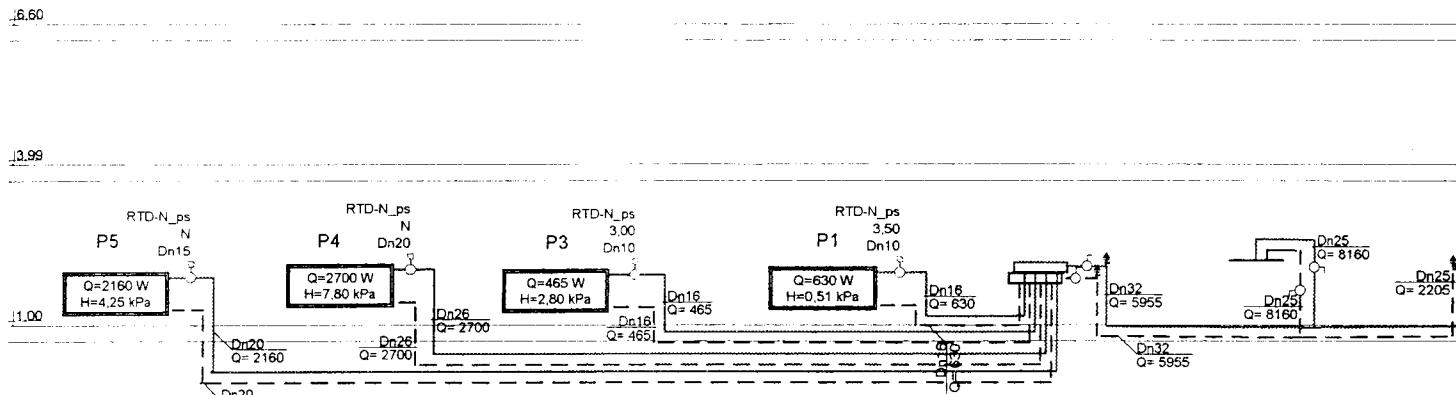 6.60
3.99
RTD-N_ps
N
Dn15
P5
Q=2160 W
H=4,25 kPa
RTD-N_ps
N
Dn20
P4
Q=2700 W
H=7,80 kPa
RTD-N_ps
3,00
Dn10
P3
Q=465 W
H=2,80 kPa
RTD-N_ps
3,50
Dn10
P1
Q=630 W
H=0,51 kPa
1.00
Dn20
Q= 2160
Dn20
Dn26
Q= 2700
Dn26
Q= 2700
Dn16
Q= 465
Dn16
Q= 465
Dn16
Q= 630
Dn16
Q= 630
Dn32
Q= 5955
Dn32
Q= 5955
Dn25
Q= 8160
Dn25
Q= 8160
Dn25
Q= 2205